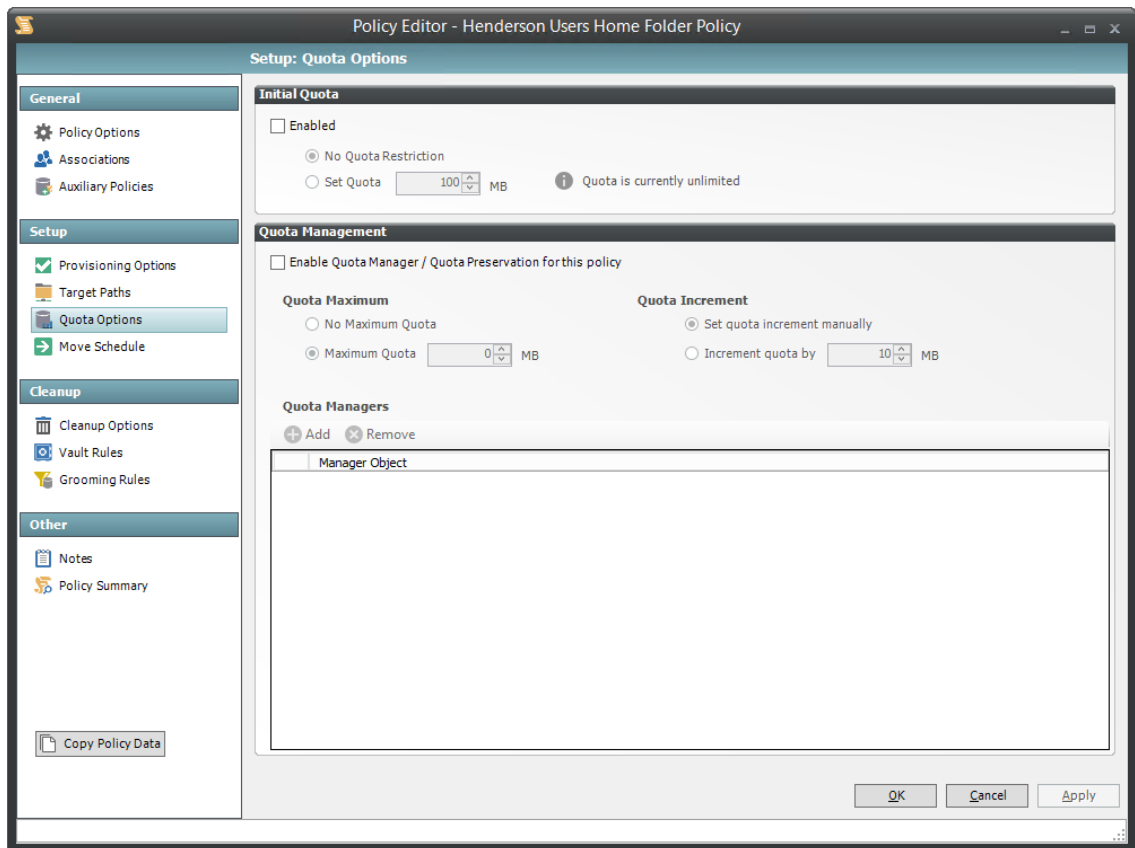 Policy Editor - Henderson Users Home Folder Policy
Setup: Quota Options
General
Policy Options
Associations
Auxiliary Policies
Setup
Provisioning Options
Target Paths
Quota Options
Move Schedule
Cleanup
Cleanup Options
Vault Rules
Grooming Rules
Other
Notes
Policy Summary
Copy Policy Data
Initial Quota
Enabled
No Quota Restriction
Set Quota 100 MB Quota is currently unlimited
Quota Management
Enable Quota Manager / Quota Preservation for this policy
Quota Maximum Quota Increment
No Maximum Quota Set quota increment manually
Maximum Quota 0 MB Increment quota by 10 MB
Quota Managers
Add Remove
Manager Object
OK Cancel Apply